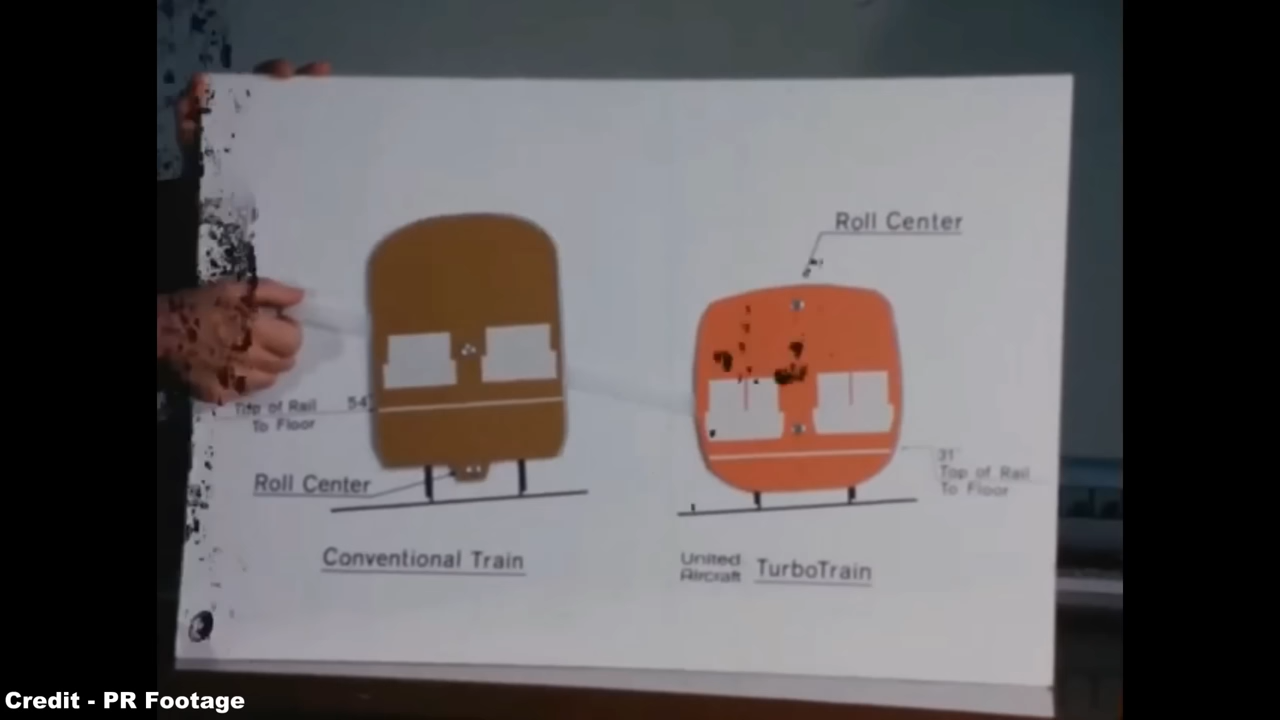 Roll Center
Top of Rail 54"
To Floor
Roll Center
31"
Top of Rail
To Floor
Conventional Train
United
Aircraft TurboTrain
Credit - PR Footage